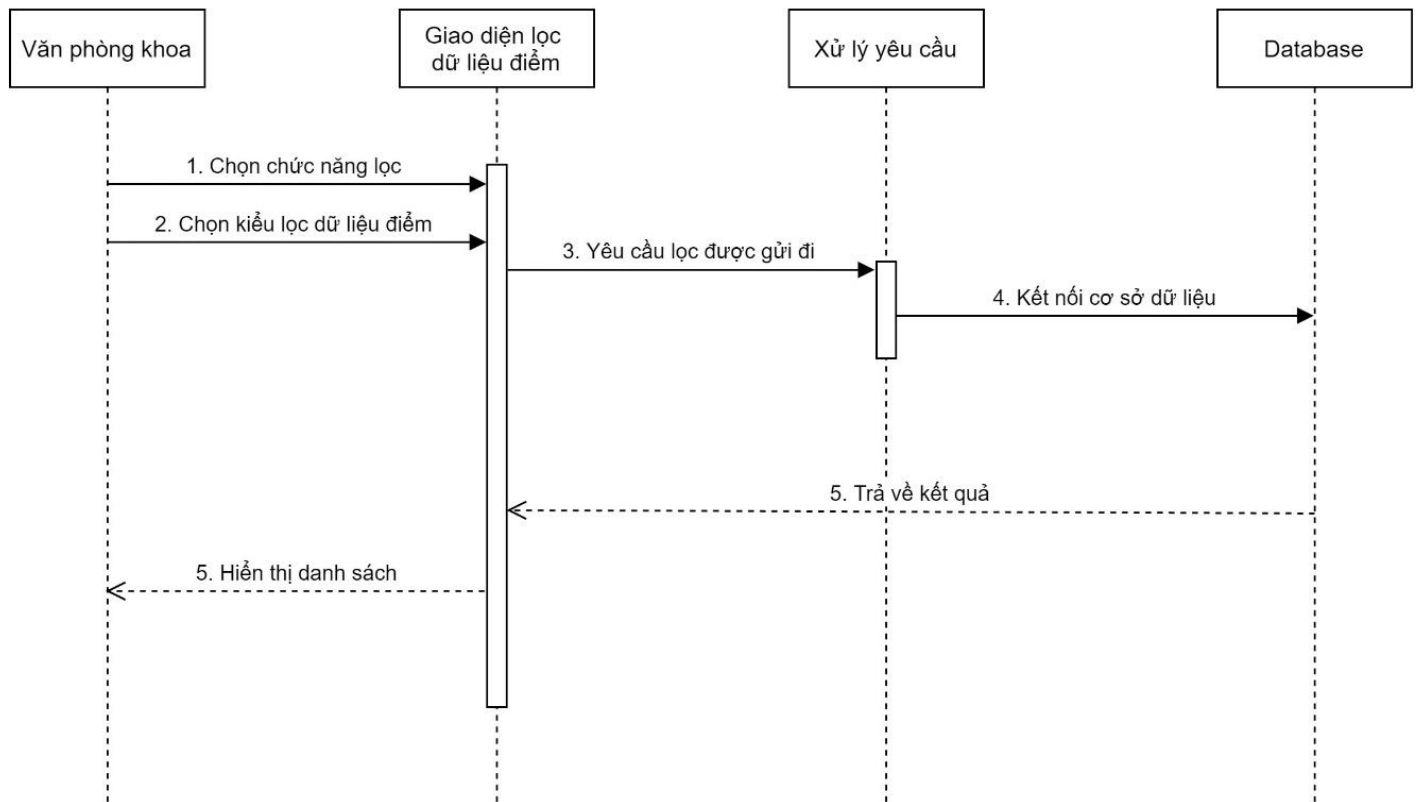 Văn phòng khoa
Giao diện lọc
dữ liệu điểm
Xử lý yêu cầu
Database
1. Chọn chức năng lọc
2. Chọn kiểu lọc dữ liệu điểm
3. Yêu cầu lọc được gửi đi
4. Kết nối cơ sở dữ liệu
5. Trả về kết quả
5. Hiển thị danh sách